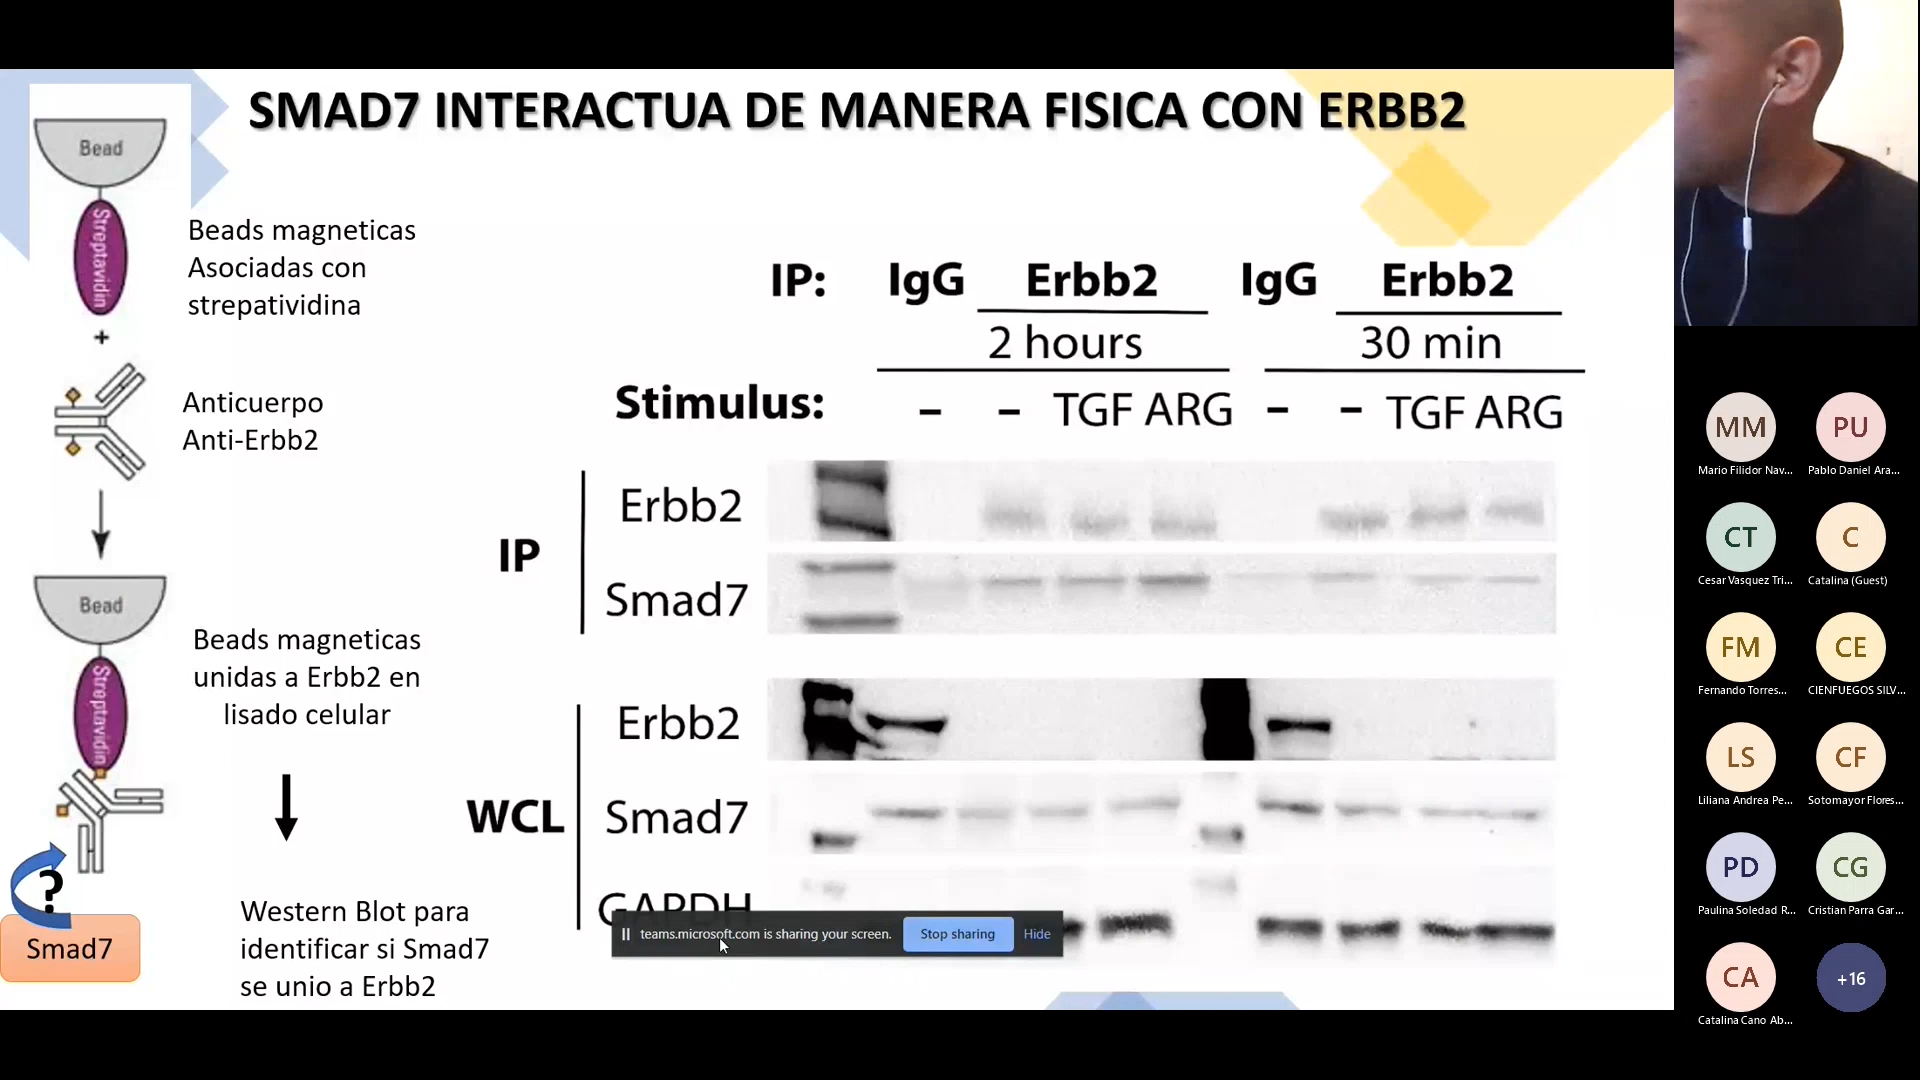 SMAD7 INTERACTUA DE MANERA FISICA CON ERBB2
Bead
Streptavidin
+
Beads magneticas
Asociadas con
strepatividina
Anticuerpo
Anti-Erbb2
Bead
Streptavidin
Beads magneticas
unidas a Erbb2 en
lisado celular
?
Smad7
Western Blot para
identificar si Smad7
se unio a Erbb2
IP: IgG Erbb2 IgG Erbb2
2 hours 30 min
Stimulus: - - TGF ARG - - TGF ARG
IP
Erbb2
Smad7
WCL
Erbb2
Smad7
GAPDH
teams.microsoft.com is sharing your screen. Stop sharing Hide
MM PU
Mario Filidor Nav... Pablo Daniel Ara...
CT C
Cesar Vasquez Tri... Catalina (Guest)
FM CE
Fernando Torres... CIENFUEGOS SILV...
LS CF
Liliana Andrea Pe... Sotomayor Flores...
PD CG
Paulina Soledad R... Cristian Parra Gar...
CA +16
Catalina Cano Ab...